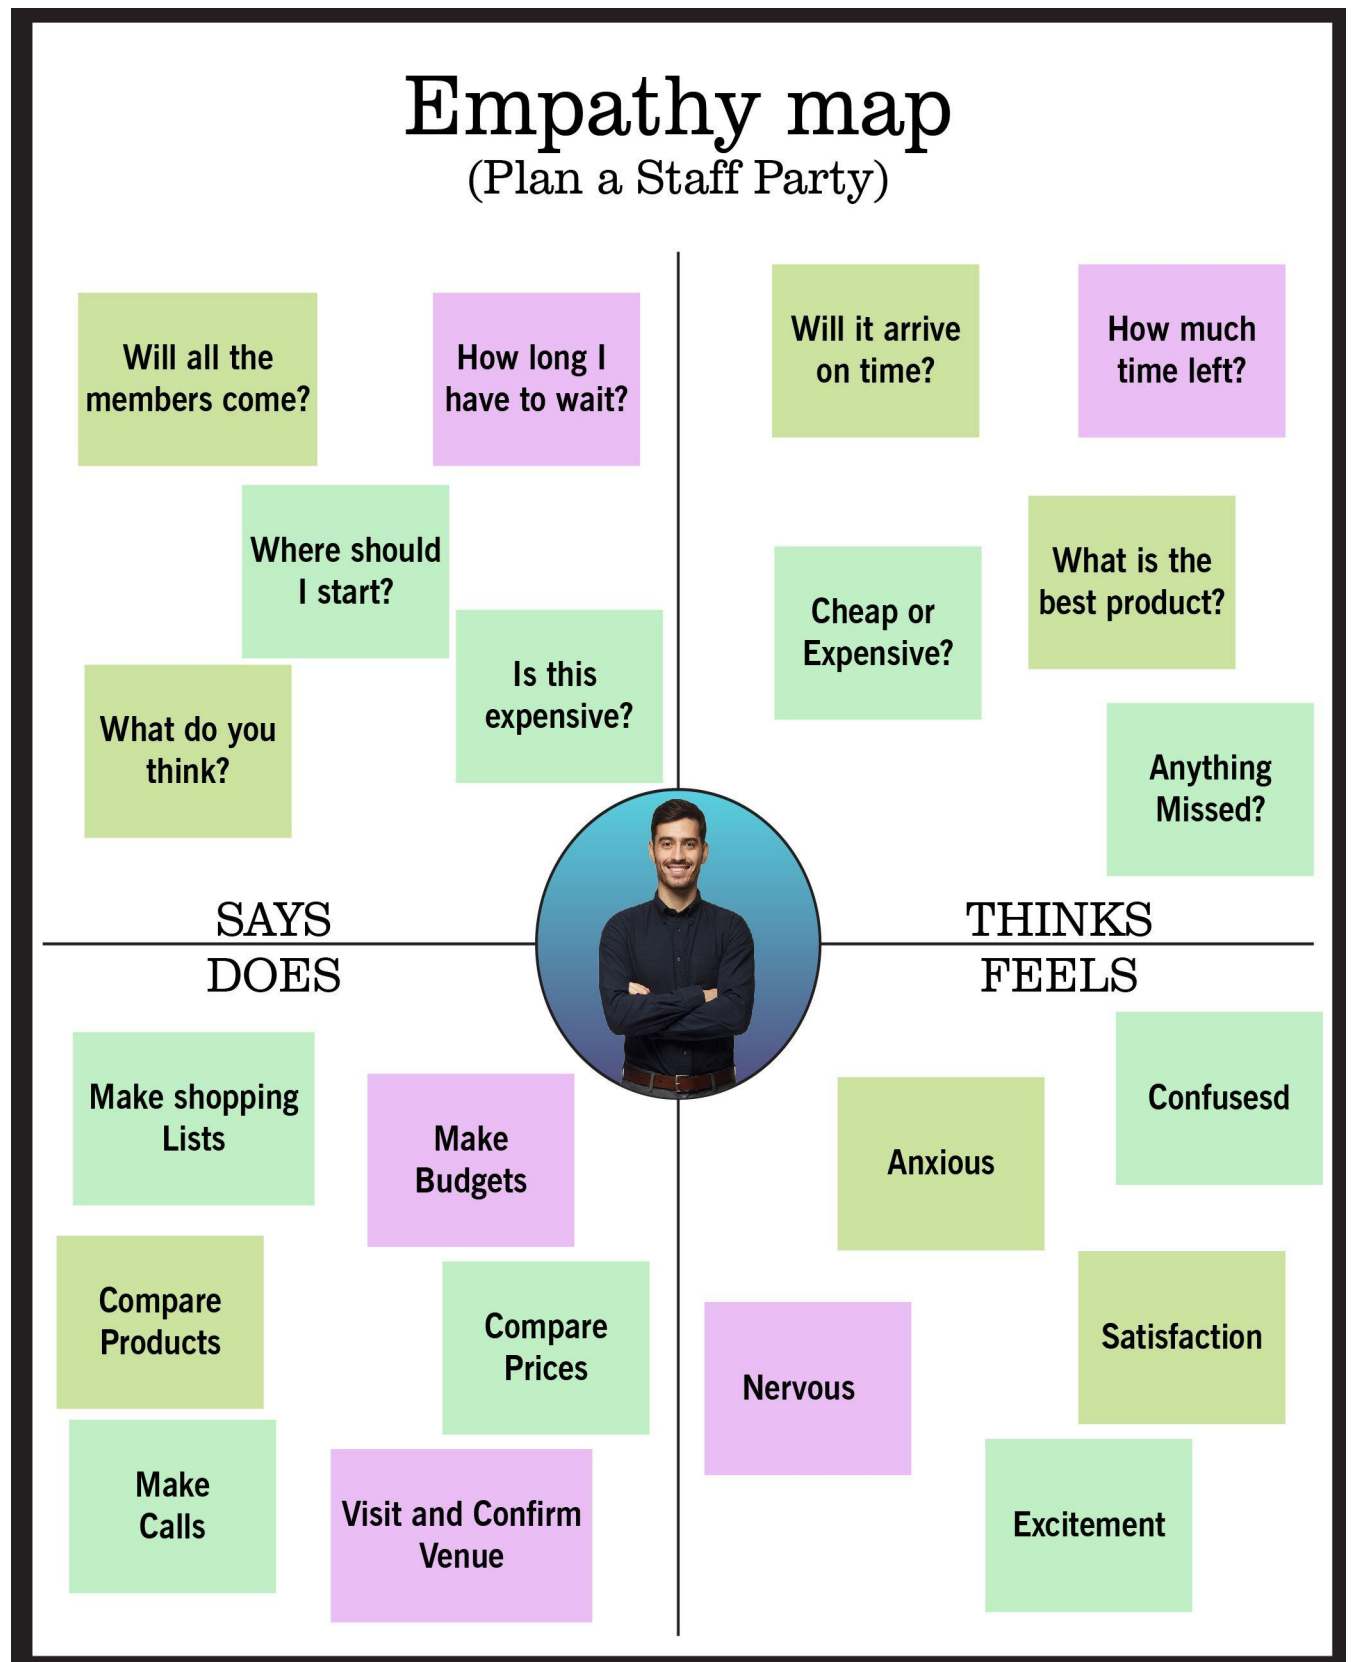 Empathy map
(Plan a Staff Party)
Will all the
members come?
How long I
have to wait?
Where should
I start?
Is this
expensive?
What do you
think?
SAYS
Will it arrive
on time?
How much
time left?
What is the
best product?
Cheap or
Expensive?
Anything
Missed?
THINKS
DOES
Make shopping
Lists
Make
Budgets
Compare
Products
Compare
Prices
Make
Calls
Visit and Confirm
Venue
FEELS
Confusesd
Anxious
Satisfaction
Nervous
Excitement